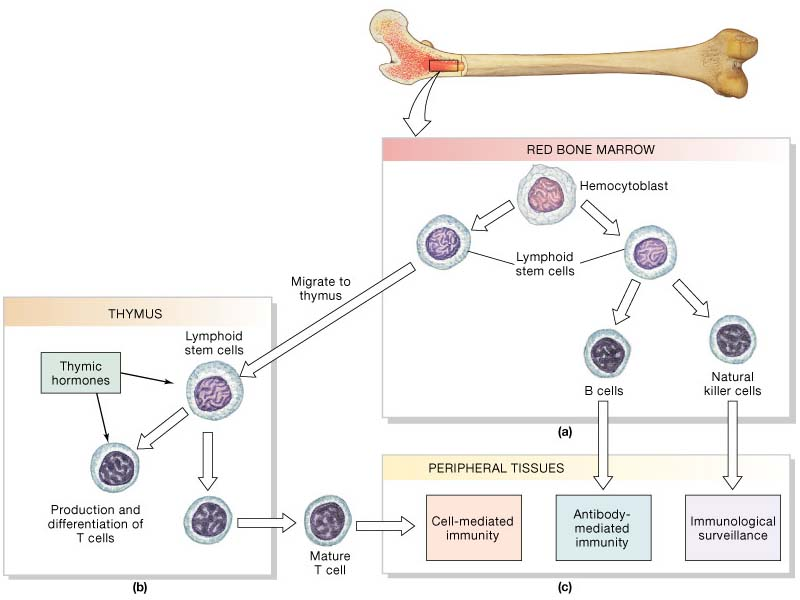 RED BONE MARROW
Hemocytoblast
Lymphoid
stem cells
Migrate to
thymus
B cells
Natural
killer cells
(a)
THYMUS
Lymphoid
stem cells
Thymic
hormones
Production and
differentiation of
T cells
Mature
T cell
(b)
PERIPHERAL TISSUES
Cell-mediated
immunity
Antibody-
mediated
immunity
Immunological
surveillance
(c)